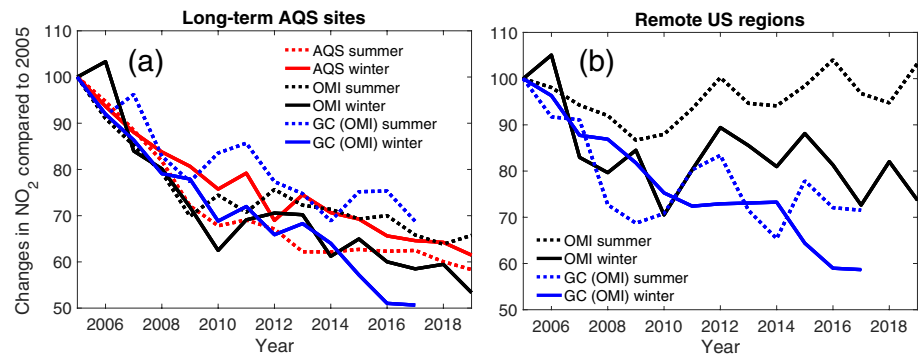 Long-term AQS sites
Changes in NO2 compared to 2005
110
100
90
80
70
60
50
(a)
AQS summer
AQS winter
OMI summer
OMI winter
GC (OMI) summer
GC (OMI) winter
2006 2008 2010 2012 2014 2016 2018
Year
Remote US regions
110
100
90
80
70
60
50
(b)
OMI summer
OMI winter
GC (OMI) summer
GC (OMI) winter
2006 2008 2010 2012 2014 2016 2018
Year